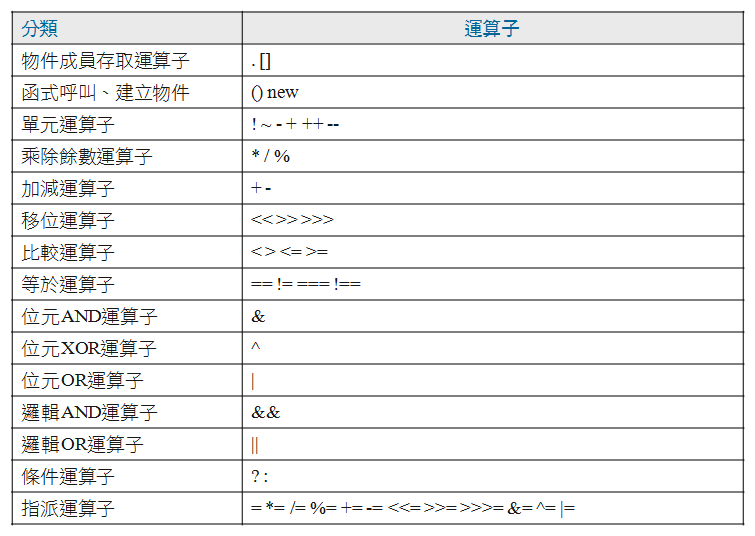 分類 運算子
物件成員存取運算子 . []
函式呼叫、建立物件 () new
單元運算子 ! ~ - + ++ --
乘除餘數運算子 * / %
加減運算子 + -
移位運算子 << >> >>>
比較運算子 < > <= >=
等於運算子 == != === !==
位元AND運算子 &
位元XOR運算子 ^
位元OR運算子 |
邏輯AND運算子 &&
邏輯OR運算子 ||
條件運算子 ? :
指派運算子 = *= /= %= += -= <<= >>= >>>= &= ^= |=